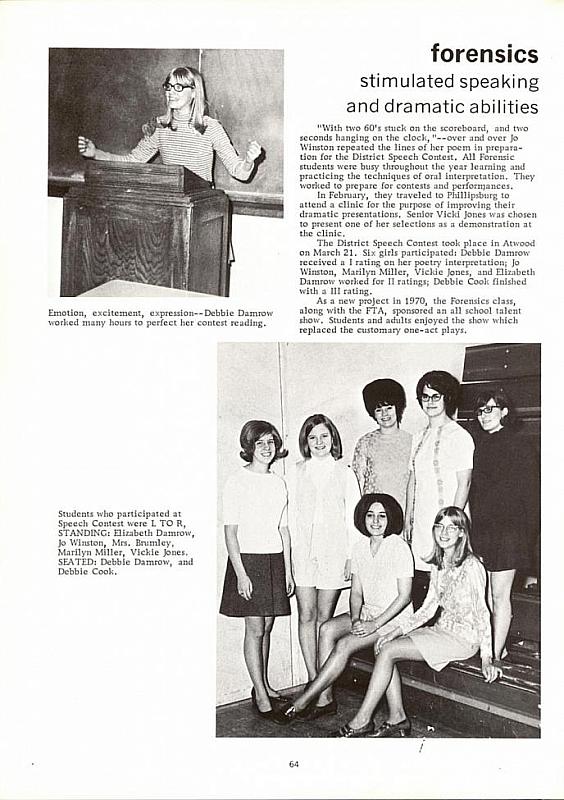 forensics
stimulated speaking
and dramatic abilities
"With two 60's stuck on the scoreboard, and two
seconds hanging on the clock, "--over and over Jo
Winston repeated the lines of her poem in prepara-
tion for the District Speech Contest. All Forensic
students were busy throughout the year learning and
practicing the techniques of oral interpretation. They
worked to prepare for contests and performances.
In February, they traveled to Phillipsburg to
attend a clinic for the purpose of improving their
dramatic presentations. Senior Vicki Jones was chosen
to present one of her selections as a demonstration at
the clinic.
The District Speech Contest took place in Atwood
on March 21. Six girls participated: Debbie Damrow
received a I rating on her poetry interpretation; Jo
Winston, Marilyn Miller, Vickie Jones, and Elizabeth
Damrow worked for II ratings; Debbie Cook finished
with a III rating.
As a new project in 1970, the Forensics class,
along with the FTA, sponsored an all school talent
show. Students and adults enjoyed the show which
replaced the customary one-act plays.
Emotion, excitement, expression--Debbie Damrow
worked many hours to perfect her contest reading.
Students who participated at
Speech Contest were L TO R,
STANDING: Elizabeth Damrow,
Jo Winston, Mrs. Brumley,
Marilyn Miller, Vickie Jones.
SEATED: Debbie Damrow, and
Debbie Cook.
64